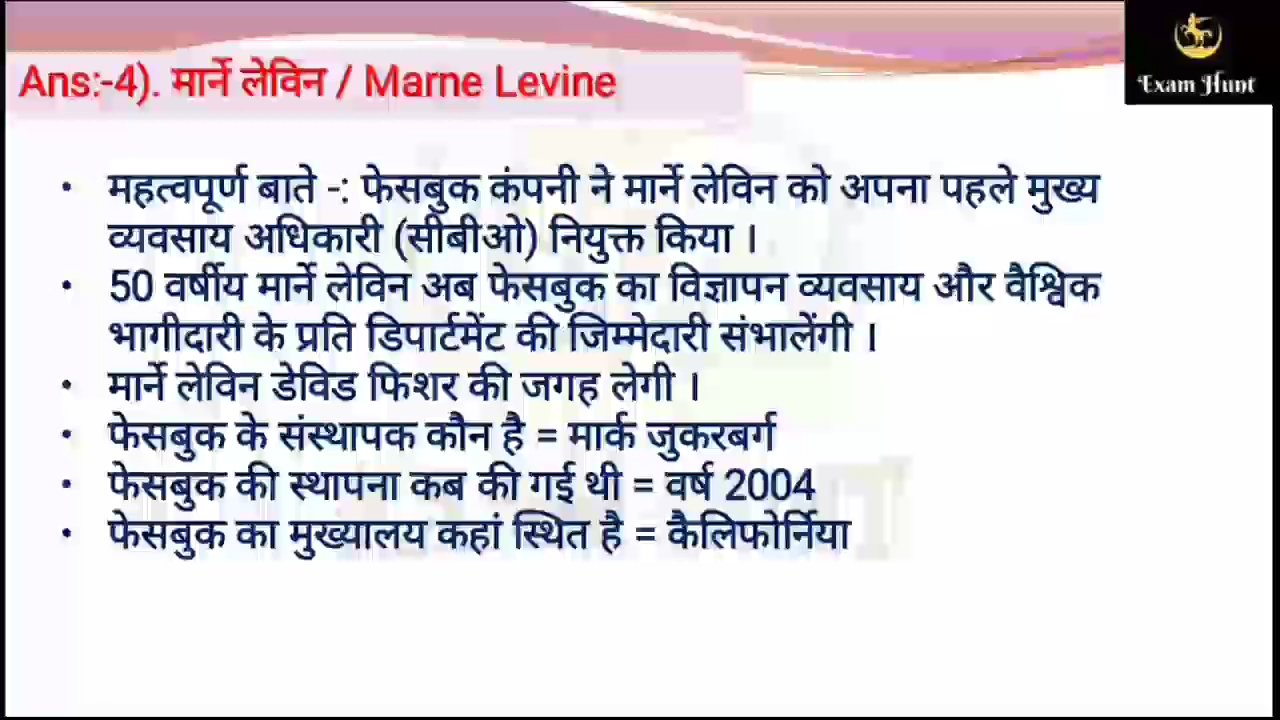 Ans:-4). मार्ने लेविन / Marne Levine
Exam Hunt
• महत्वपूर्ण बाते -: फेसबुक कंपनी ने मार्ने लेविन को अपना पहले मुख्य
व्यवसाय अधिकारी (सीबीओ) नियुक्त किया ।
• 50 वर्षीय मार्ने लेविन अब फेसबुक का विज्ञापन व्यवसाय और वैश्विक
भागीदारी के प्रति डिपार्टमेंट की जिम्मेदारी संभालेंगी ।
• मार्ने लेविन डेविड फिशर की जगह लेगी ।
• फेसबुक के संस्थापक कौन है = मार्क जुकरबर्ग
• फेसबुक की स्थापना कब की गई थी = वर्ष 2004
• फेसबुक का मुख्यालय कहां स्थित है = कैलिफोर्निया